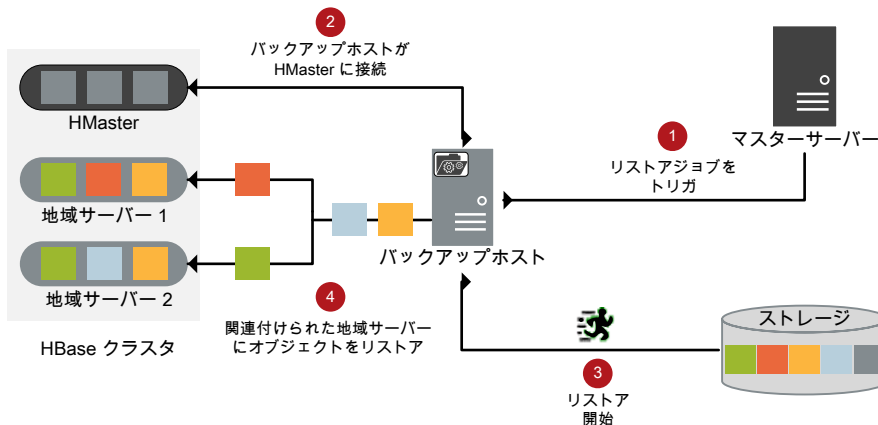 2
バックアップホストが
HMaster に接続
HMaster
1
マスターサーバー
リストアジョブを
トリガ
地域サーバー 1
バックアップホスト
地域サーバー 2
4
関連付けられた地域サーバー
にオブジェクトをリストア
HBase クラスタ
ストレージ
3
リストア
開始